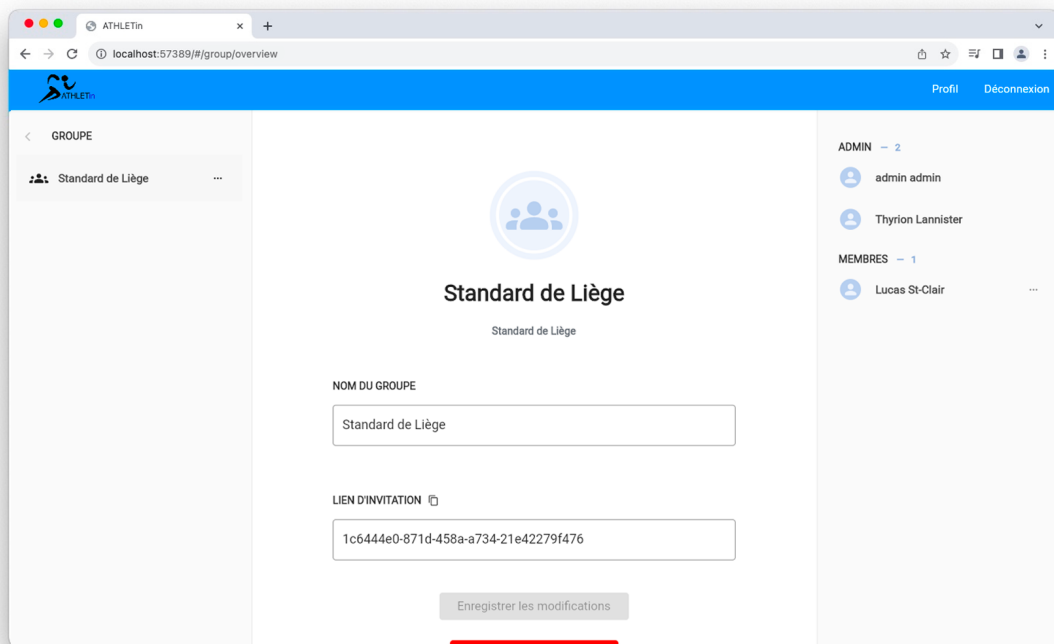 ATHLETin
localhost:57389/#/group/overview
ATHLETin
Profil
Déconnexion
GROUPE
Standard de Liège
Standard de Liège
Standard de Liège
NOM DU GROUPE
Standard de Liège
LIEN D'INVITATION
1c6444e0-871d-458a-a734-21e42279f476
Enregistrer les modifications
ADMIN — 2
admin admin
Thyrion Lannister
MEMBRES — 1
Lucas St-Clair